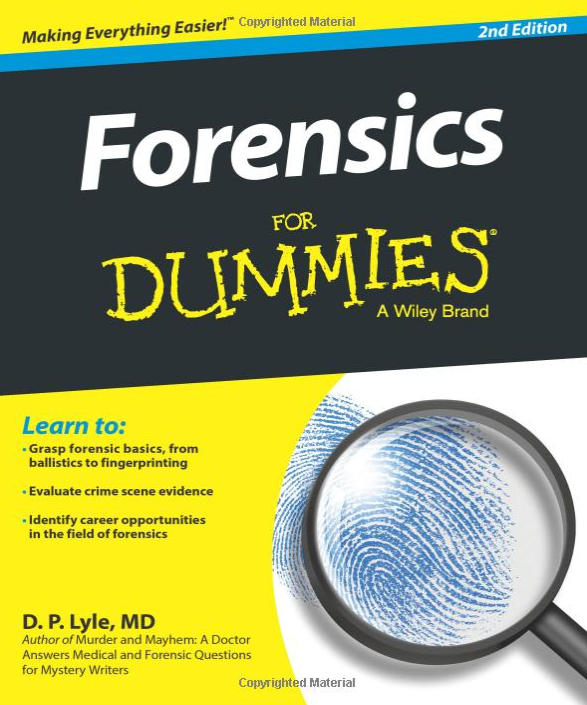 Making Everything Easier!™
Copyrighted Material
2nd Edition
Forensics
FOR
DUMMIES®
A Wiley Brand
Learn to:
• Grasp forensic basics, from
ballistics to fingerprinting
• Evaluate crime scene evidence
• Identify career opportunities
in the field of forensics
D. P. Lyle, MD
Author of Murder and Mayhem: A Doctor
Answers Medical and Forensic Questions
for Mystery Writers
Copyrighted Material